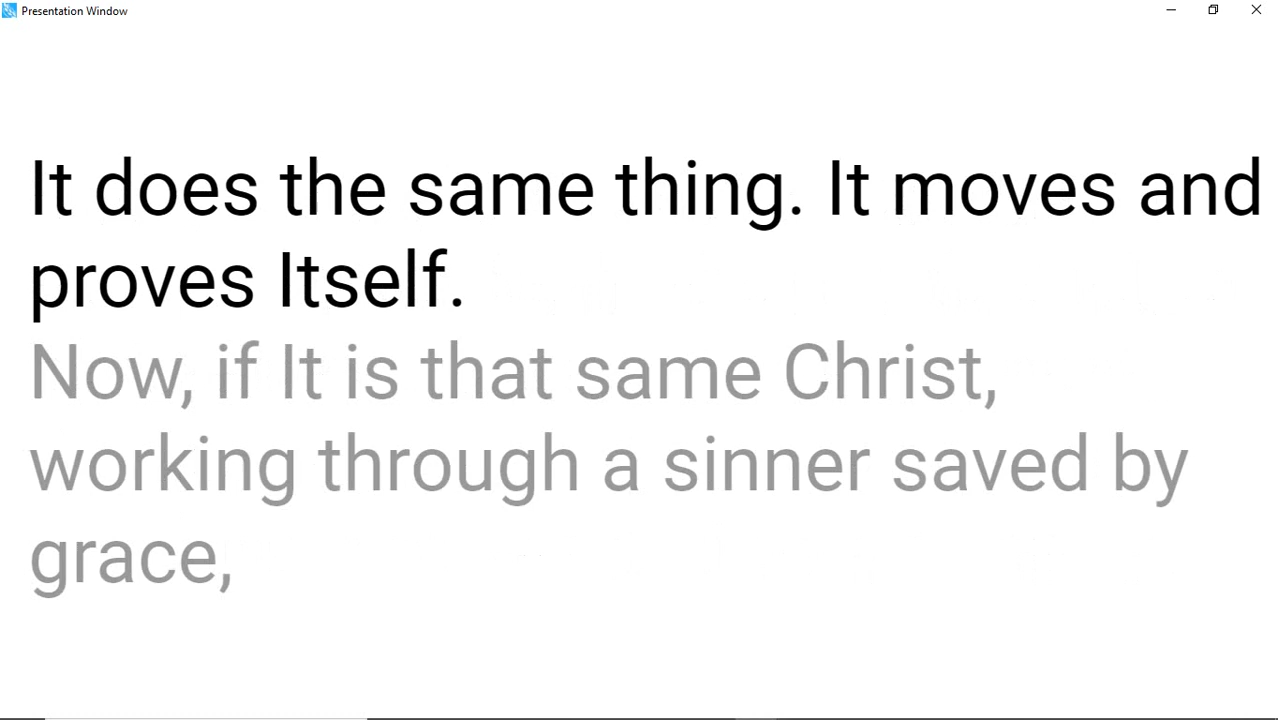 Presentation Window
It does the same thing. It moves and
proves Itself.
Now, if It is that same Christ,
working through a sinner saved by
grace,